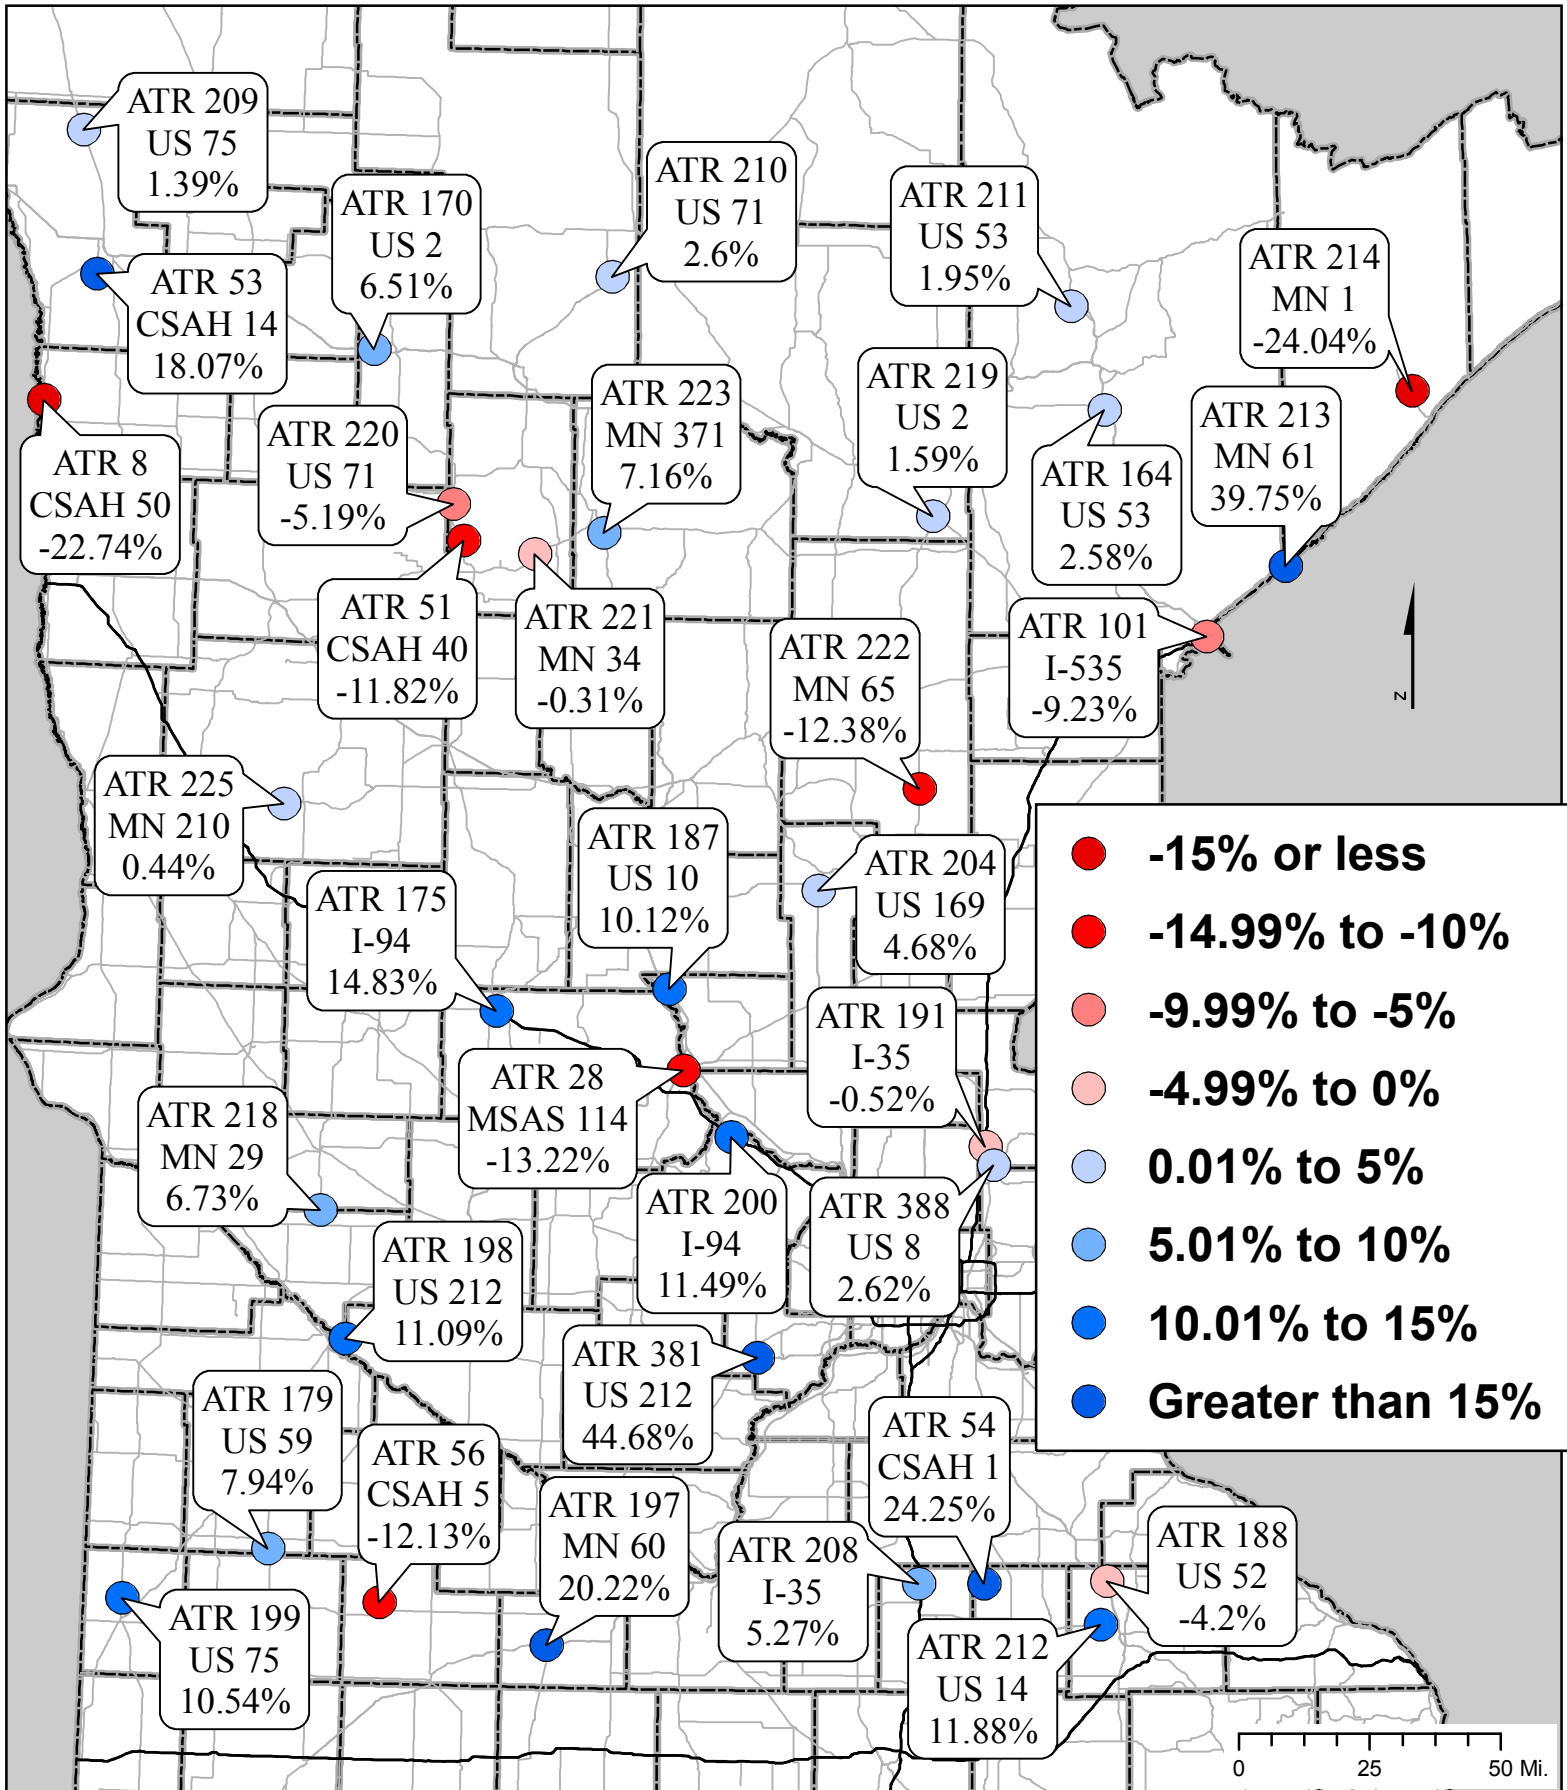 ATR 209
US 75
1.39%
ATR 170
US 2
6.51%
ATR 210
US 71
2.6%
ATR 211
US 53
1.95%
ATR 214
MN 1
-24.04%
ATR 53
CSAH 14
18.07%
ATR 223
MN 371
7.16%
ATR 219
US 2
1.59%
ATR 213
MN 61
39.75%
ATR 220
US 71
-5.19%
ATR 8
CSAH 50
-22.74%
ATR 164
US 53
2.58%
ATR 51
CSAH 40
-11.82%
ATR 221
MN 34
-0.31%
ATR 222
MN 65
-12.38%
ATR 101
I-535
-9.23%
z
ATR 225
MN 210
0.44%
ATR 187
US 10
10.12%
ATR 204
US 169
4.68%
ATR 175
I-94
14.83%
ATR 191
I-35
-0.52%
ATR 28
MSAS 114
-13.22%
ATR 218
MN 29
6.73%
ATR 200
I-94
11.49%
ATR 388
US 8
2.62%
ATR 198
US 212
11.09%
ATR 381
US 212
44.68%
-15% or less
-14.99% to -10%
-9.99% to -5%
-4.99% to 0%
0.01% to 5%
5.01% to 10%
10.01% to 15%
Greater than 15%
ATR 179
US 59
7.94%
ATR 56
CSAH 5
-12.13%
ATR 54
CSAH 1
24.25%
ATR 197
MN 60
20.22%
ATR 208
I-35
5.27%
ATR 188
US 52
-4.2%
ATR 199
US 75
10.54%
ATR 212
US 14
11.88%
0 25 50 Mi.